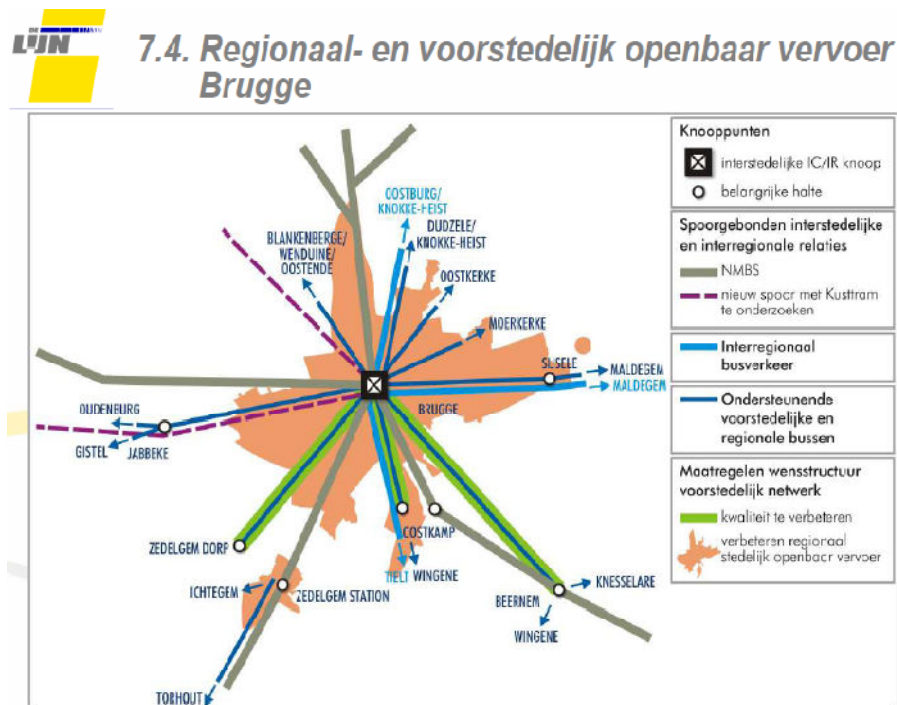 DE
LIJN
7.4. Regionaal- en voorstedelijk openbaar vervoer
Brugge
OOSTBURG/
KNOKKE-HEIST
DUDZELE/
KNOKKE-HEIST
BLANKENBERGE/
WENDUINE/
OOSTENDE
OOSTKERKE
MOERKERKE
SIJSELE
MALDEGEM
MALDEGEM
BRUGGE
OUDENBURG
GISTEL
JABBEKE
ZEDELGEM DORP
OOSTKAMP
TIELT
WINGENE
ICHTEGEM
ZEDELGEM STATION
BEERNEM
KNESSELARE
WINGENE
TORHOUT
Knooppunten
interstedelijke IC/IR knoop
belangrijke halte
Spoorgebonden interstedelijke
en interregionale relaties
NMBS
nieuw spoor met Kusttram
te onderzoeken
Interregionaal
busverkeer
Ondersteunende
voorstedelijke en
regionale bussen
Maatregelen wensstructuur
voorstedelijk netwerk
kwaliteit te verbeteren
verbeteren regionaal
stedelijk openbaar vervoer